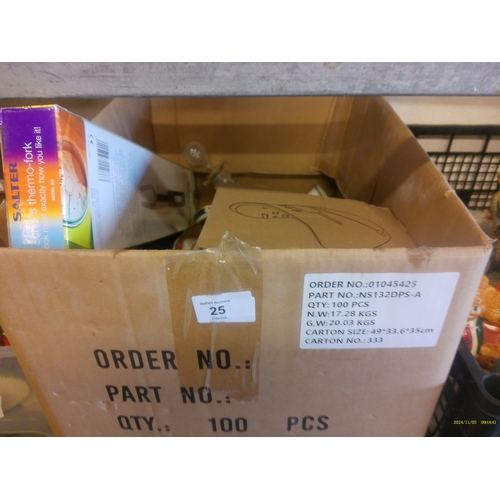 SALTER
thermo-fork
exactly how you like it!
25
ORDER NO.:01045425
PART NO.:NS132DPS-A
QTY:100 PCS
N.W:17.28 KGS
G.W:20.03 KGS
CARTON SIZE: 49*33.6*35cm
CARTON NO.: 333
ORDER NO.:
PART NO.:
QTY.: 100 PCS